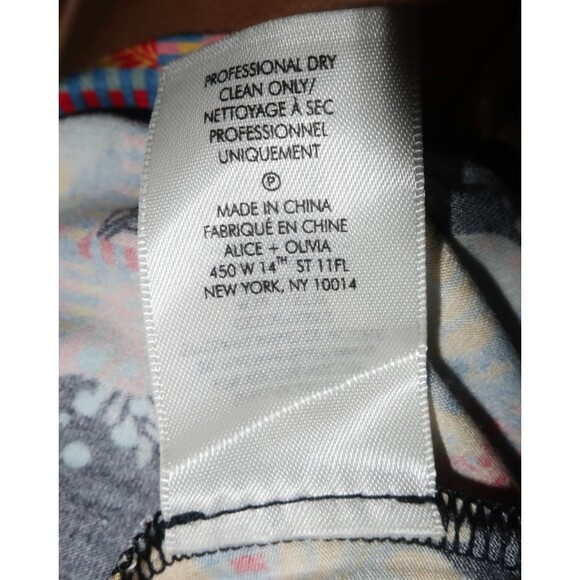 PROFESSIONAL DRY
CLEAN ONLY/
NETTOYAGE À SEC
PROFESSIONNEL
UNIQUEMENT
Ⓟ
MADE IN CHINA
FABRIQUÉ EN CHINE
ALICE + OLIVIA
450 W 14TH ST 11FL
NEW YORK, NY 10014